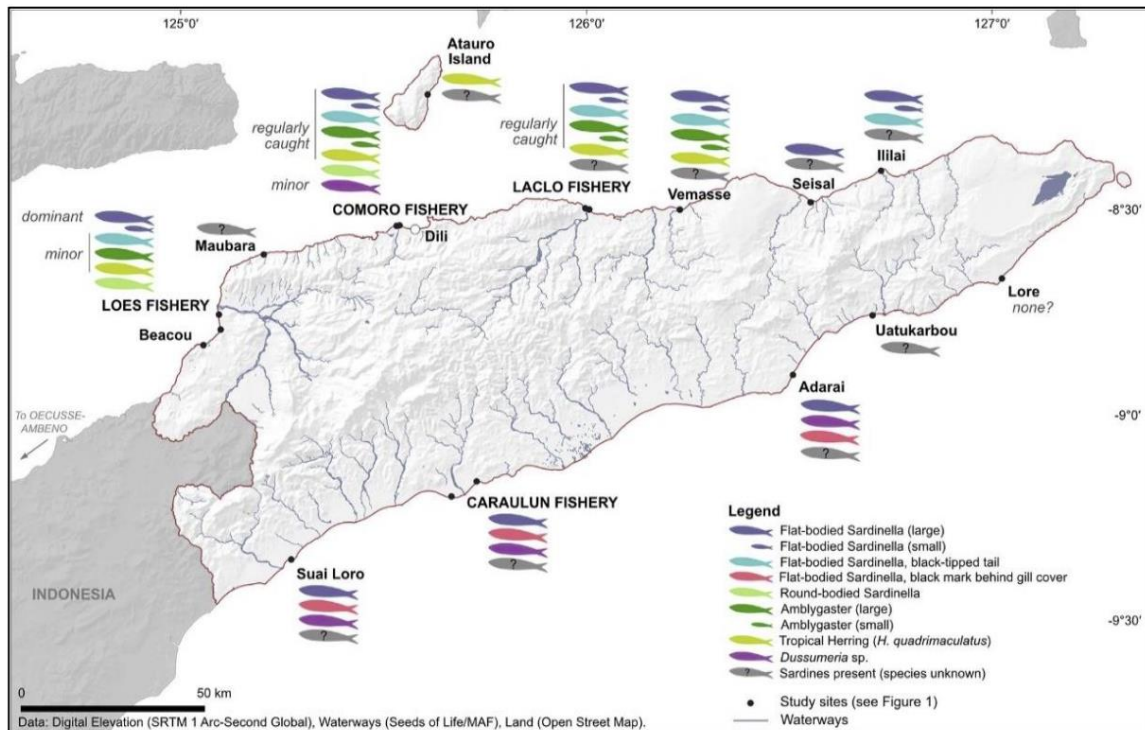 125°0'
126°0'
127°0'
Atauro
Island
?
regularly
caught
minor
COMORO FISHERY
Dili
regularly
caught
?
LACLO FISHERY
?
Vemasse
?
Seisal
?
Ililai
-8°30'
dominant
minor
?
Maubara
LOES FISHERY
Beacou
Lore
none?
Uatukarbou
?
Adarai
?
-9°0'
To OECUSSE-
AMBENO
CARAULUN FISHERY
?
Suai Loro
?
INDONESIA
-9°30'
Legend
Flat-bodied Sardinella (large)
Flat-bodied Sardinella (small)
Flat-bodied Sardinella, black-tipped tail
Flat-bodied Sardinella, black mark behind gill cover
Round-bodied Sardinella
Amblygaster (large)
Amblygaster (small)
Tropical Herring (H. quadrimaculatus)
Dussumeria sp.
? Sardines present (species unknown)
Study sites (see Figure 1)
Waterways
0 50 km
Data: Digital Elevation (SRTM 1 Arc-Second Global), Waterways (Seeds of Life/MAF), Land (Open Street Map).